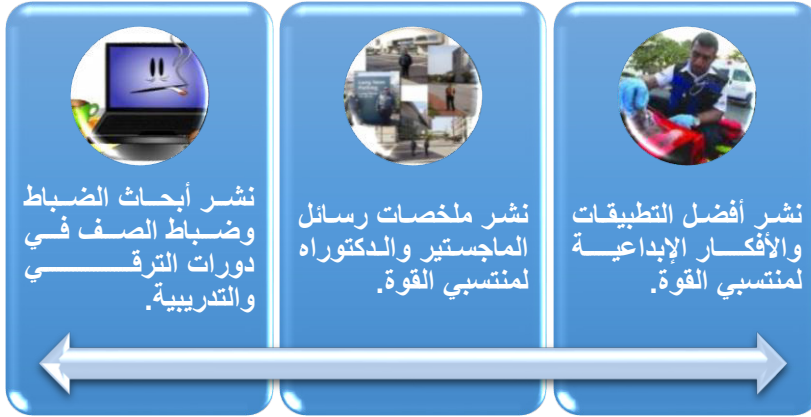 نشر أفضل التطبيقات
والأفكار الإبداعية
لمنتسبي القوة.
نشر ملخصات رسائل
الماجستير والدكتوراه
لمنتسبي القوة.
نشر أبحاث الضباط
وضباط الصف في
دورات الترقي
والتدريبية.